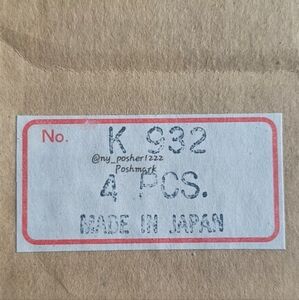 No. K 932
@ny_posher1222
Poshmark
4 PCS.
MADE IN JAPAN